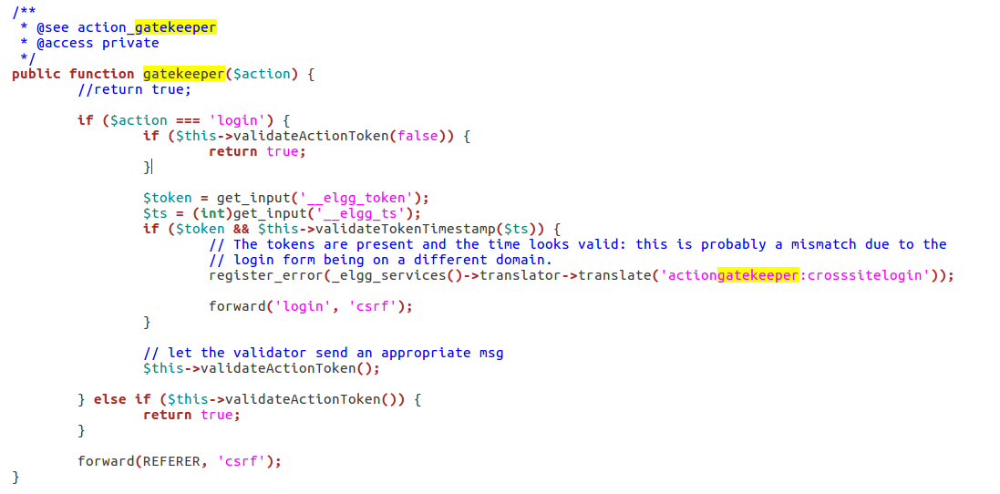 /**
 * @see action_gatekeeper
 * @access private
 */
public function gatekeeper($action) {
        //return true;

        if ($action === 'login') {
                if ($this->validateActionToken(false)) {
                        return true;
                }

                $token = get_input('__elgg_token');
                $ts = (int)get_input('__elgg_ts');
                if ($token && $this->validateTokenTimestamp($ts)) {
                        // The tokens are present and the time looks valid: this is probably a mismatch due to the
                        // login form being on a different domain.
                        register_error(_elgg_services()->translator->translate('actiongatekeeper:crosssitelogin'));

                        forward('login', 'csrf');
                }

                // let the validator send an appropriate msg
                $this->validateActionToken();

        } else if ($this->validateActionToken()) {
                return true;
        }

        forward(REFERER, 'csrf');
}